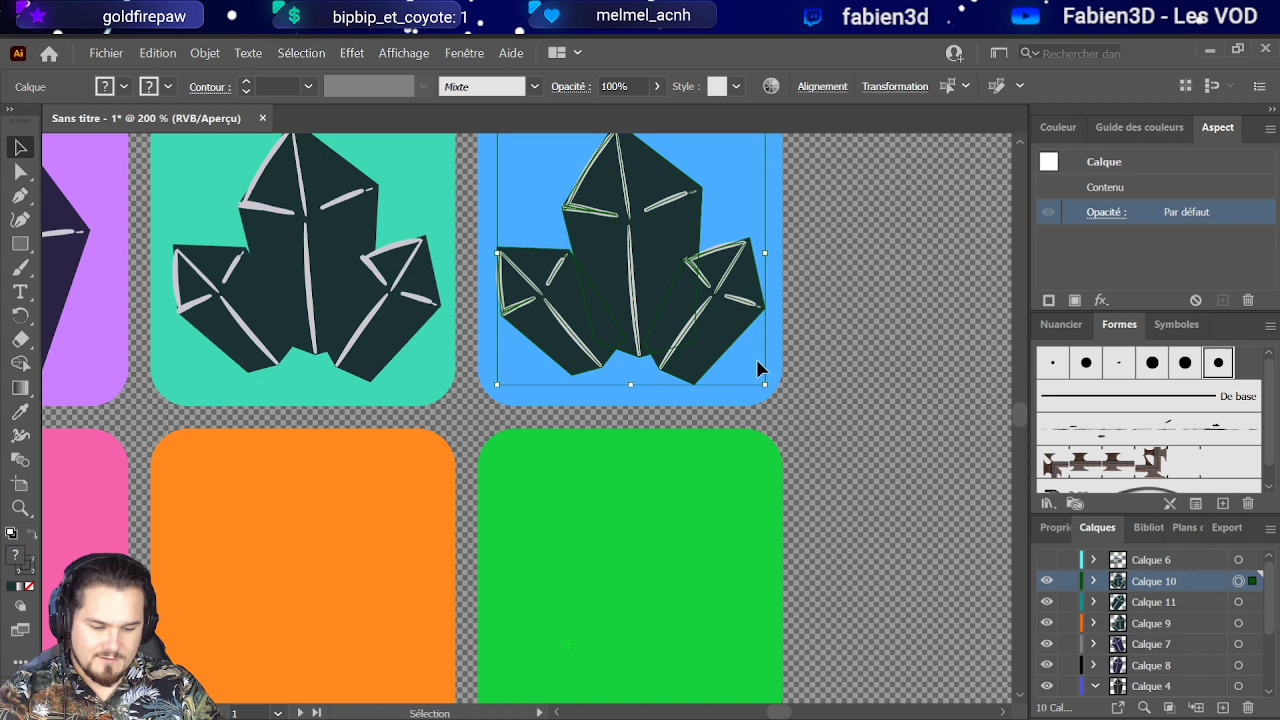 goldfirepaw
bipbip_et_coyote: 1
melmel_acnh
fabien3d
Fabien3D - Les VOD
Ai
Fichier Edition Objet Texte Sélection Effet Affichage Fenêtre Aide
Rechercher dan
Calque
Contour :
Mixte
Opacité : 100%
Style :
Alignement
Transformation
Sans titre - 1* @ 200 % (RVB/Aperçu)
Couleur Guide des couleurs Aspect
Calque
Contenu
Opacité : Par défaut
fx
Nuancier Formes Symboles
De base
Proprié Calques Bibliot Plans d Export
Calque 6
Calque 10
Calque 11
Calque 9
Calque 7
Calque 8
Calque 4
1
Sélection
10 Cal...